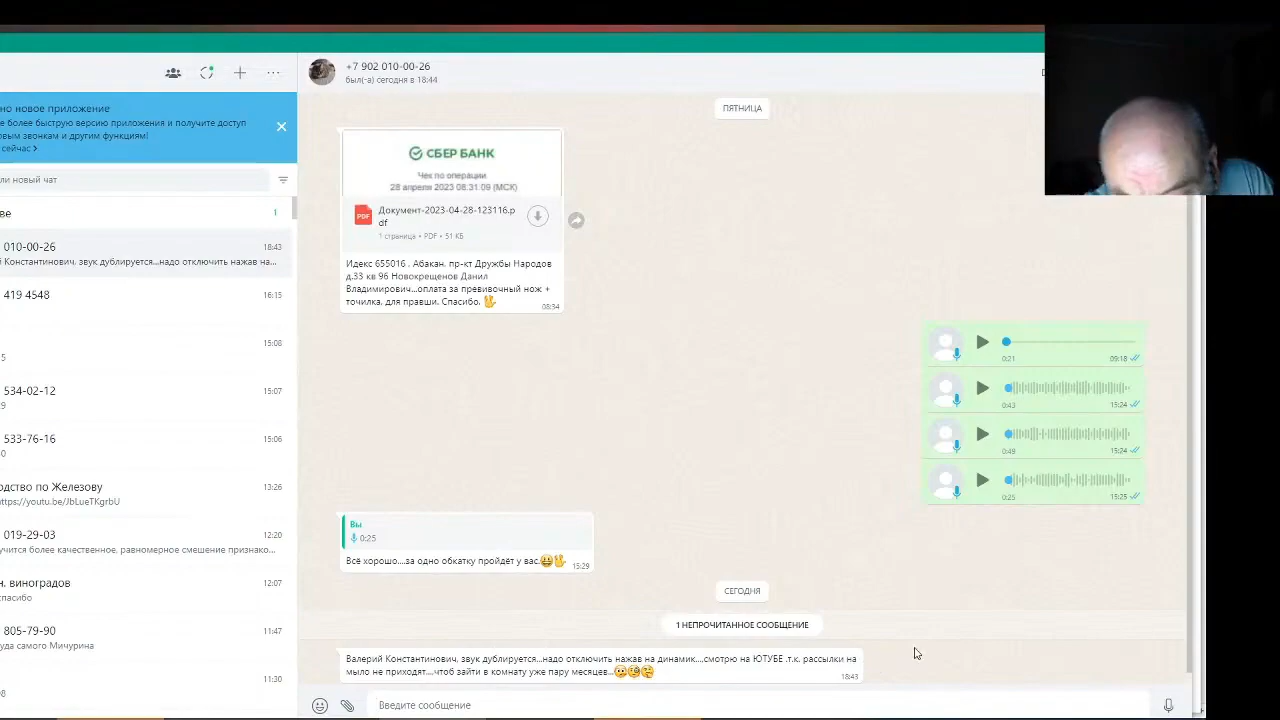 но новое приложение
е более быструю версию приложения и получите доступ
ковым звонкам и другим функциям!
сейчас >
ли новый чат
ве
1
010-00-26
18:43
й Константинович, звук дублируется...надо отключить нажав на...
419 4548
16:15
15:08
5
534-02-12
15:07
29
533-76-16
15:06
50
одство по Железову
13:26
https://youtu.be/JbLueTKgrbU
019-29-03
12:20
учится более качественное, равномерное смешение признако...
н. виноградов
12:07
спасибо
805-79-90
11:47
уда самого Мичурина
11:30
+7 902 010-00-26
был(-а) сегодня в 18:44
ПЯТНИЦА
СБЕР БАНК
Чек по операции
28 апреля 2023 08:31:09 (МСК)
PDF
Документ-2023-04-28-123116.p
df
1 страница • PDF • 51 КБ
Идекс 655016 . Абакан. пр-кт Дружбы Народов
д.33 кв 96 Новокрещенов Данил
Владимирович...оплата за превивочный нож +
точилка, для правши. Спасибо.
08:34
0:21
09:18
0:43
15:24
0:49
15:24
0:25
15:25
Вы
0:25
Всё хорошо....за одно обкатку пройдёт у вас.
15:29
СЕГОДНЯ
1 НЕПРОЧИТАННОЕ СООБЩЕНИЕ
Валерий Константинович, звук дублируется...надо отключить нажав на динамик....смотрю на ЮТУБЕ .т.к. рассылки на
мыло не приходят....чтоб зайти в комнату уже пару месяцев...
18:43
Введите сообщение